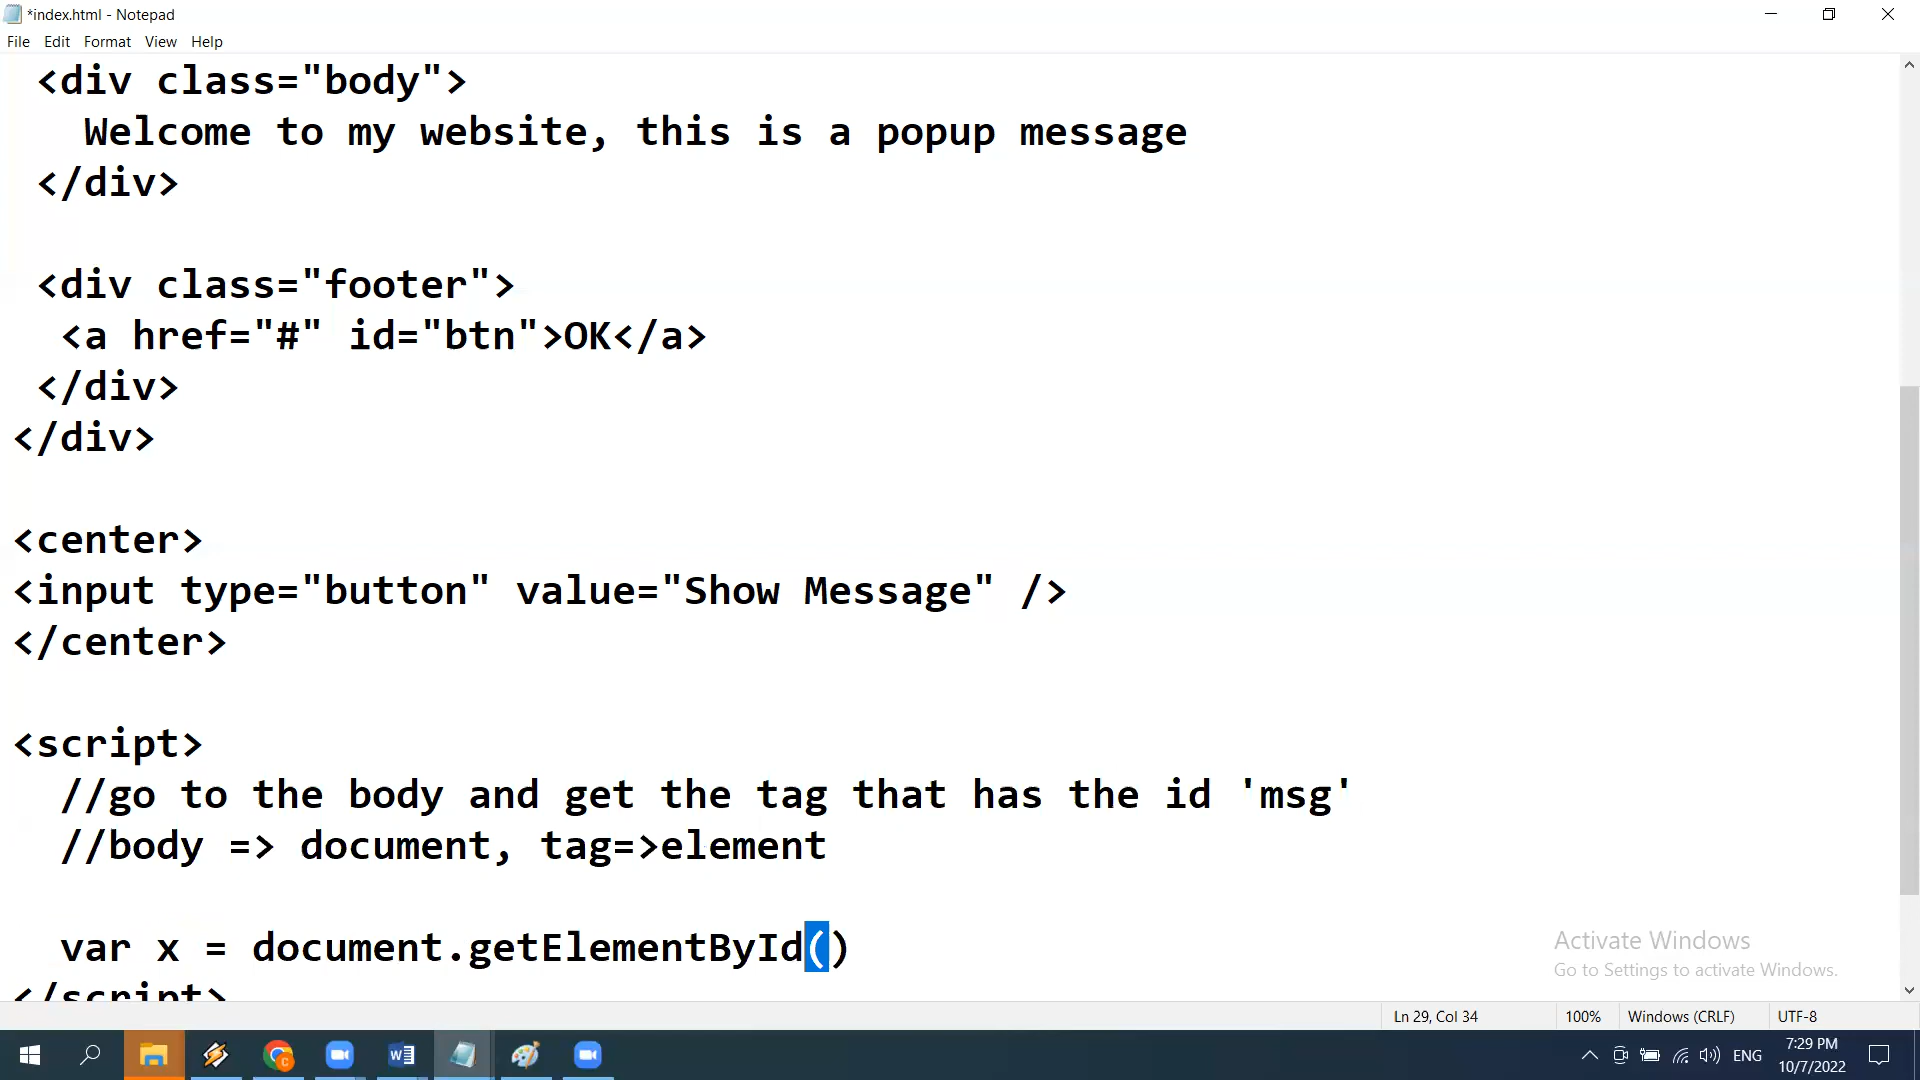 *index.html - Notepad
File Edit Format View Help
<div class="body">
Welcome to my website, this is a popup message
</div>
<div class="footer">
<a href="#" id="btn">OK</a>
</div>
</div>
<center>
<input type="button" value="Show Message" />
</center>
<script>
//go to the body and get the tag that has the id 'msg'
//body => document, tag=>element
var x = document.getElementById()
</script>
Activate Windows
Go to Settings to activate Windows.
Ln 29, Col 34 100% Windows (CRLF) UTF-8
ENG
7:29 PM
10/7/2022